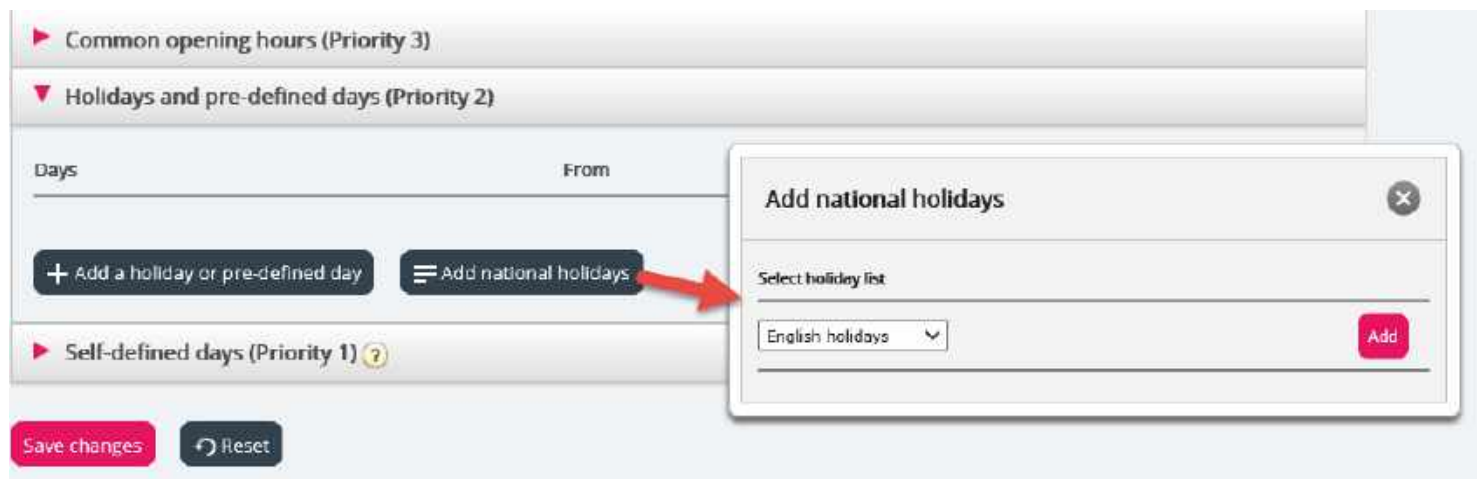 Common opening hours (Priority 3)
Holidays and pre-defined days (Priority 2)
Days
From
Add national holidays
Select holiday list
English holidays
Add
+ Add a holiday or pre-defined day
Add national holidays
Self-defined days (Priority 1) ?
Save changes
Reset